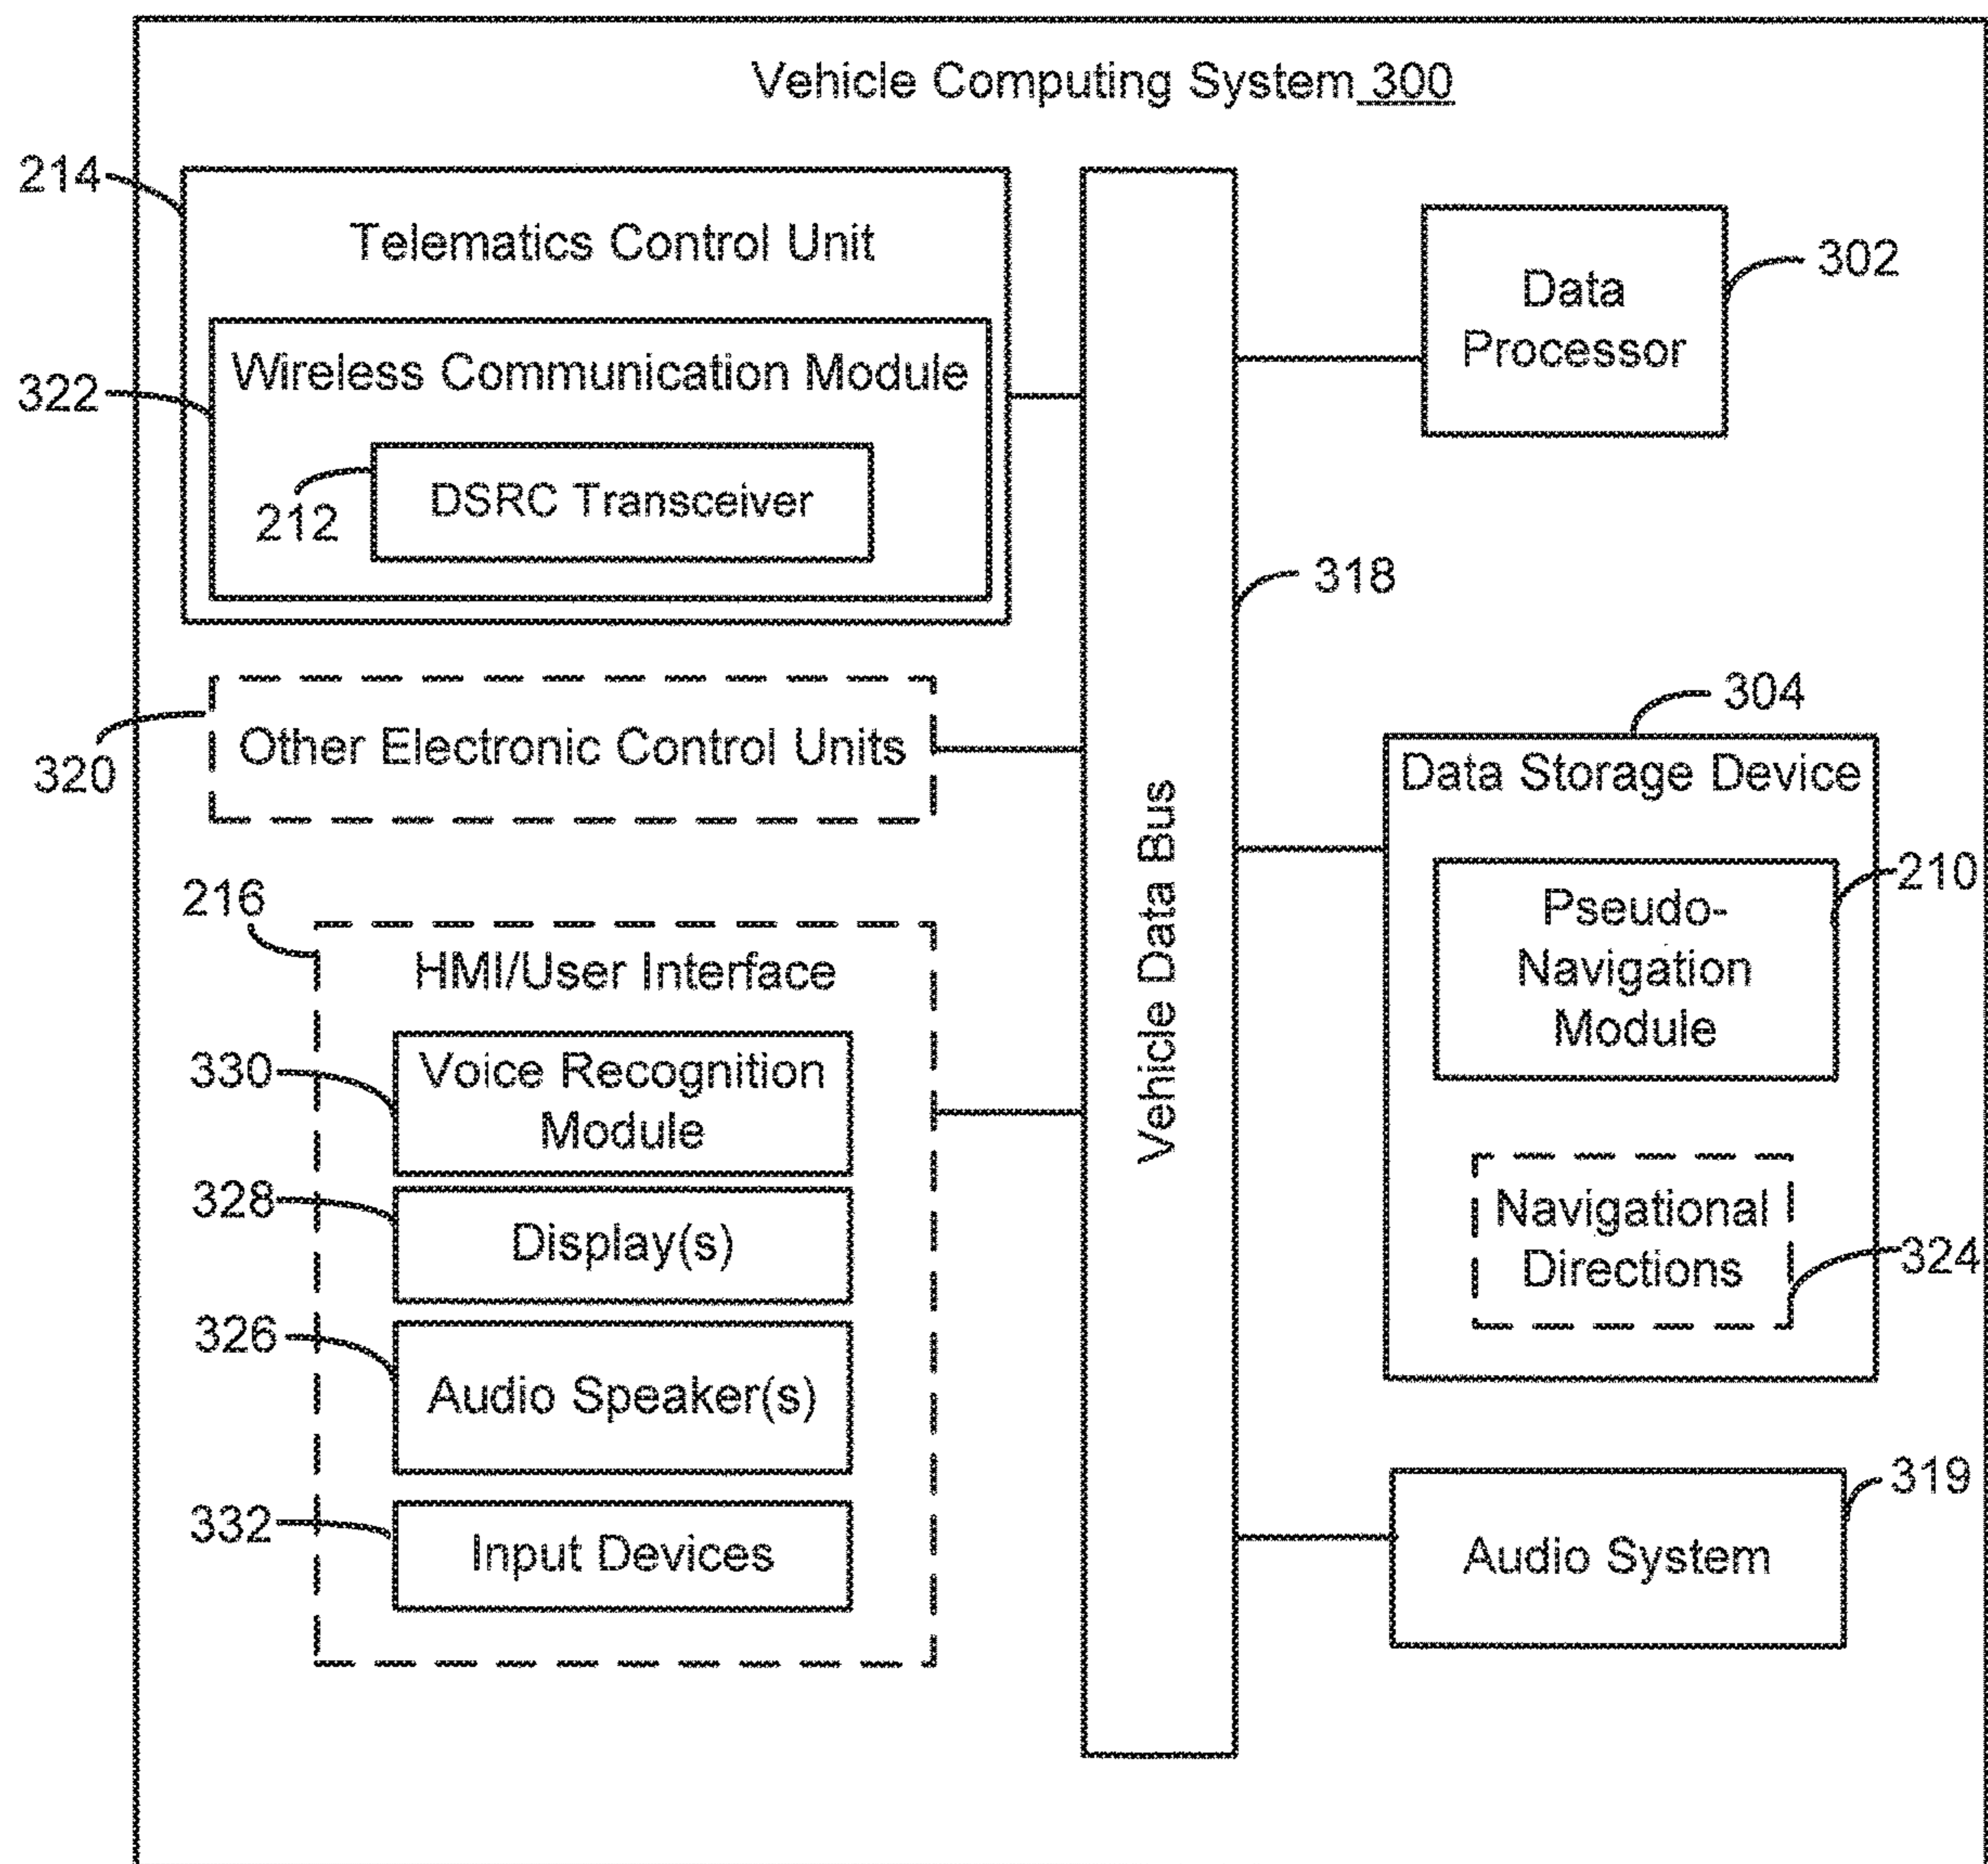 Vehicle Computing System 300
214
Telematics Control Unit
322
Wireless Communication Module
212
DSRC Transceiver
320
Other Electronic Control Units
216
HMI/User Interface
330
Voice Recognition
Module
328
Display(s)
326
Audio Speaker(s)
332
Input Devices
Vehicle Data Bus
318
Data
Processor
302
304
Data Storage Device
Pseudo-
Navigation
Module
210
Navigational
Directions
324
Audio System
319